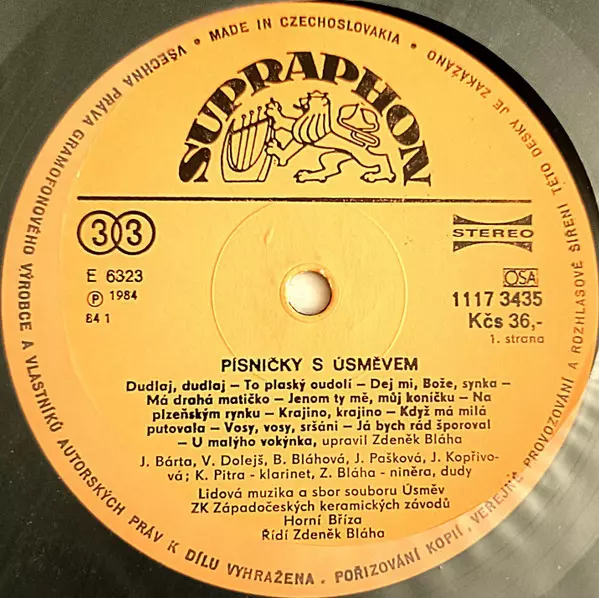 • MADE IN CZECHOSLOVAKIA •
SUPRAPHON
33
STEREO
E 6323
Ⓟ 1984
84 1
OSA
1117 3435
Kčs 36,-
1. strana
PÍSNIČKY S ÚSMĚVEM
Dudlaj, dudlaj – To plaský oudolí – Dej mi, Bože, synka –
Má drahá matičko – Jenom ty mě, můj koníčku – Na
plzeňským rynku – Krajino, krajino – Když má milá
putovala – Vosy, vosy, sršáni – Já bych rád šporoval –
– U malýho vokýnka, upravil Zdeněk Bláha
J. Bárta, V. Dolejš, B. Bláhová, J. Pašková, J. Kopřivo-
vá; K. Pitra - klarinet, Z. Bláha - niněra, dudy
Lidová muzika a sbor souboru Úsměv
ZK Západočeských keramických závodů
Horní Bříza
Řídí Zdeněk Bláha
VŠECHNA PRÁVA GRAMOFONOVÉHO VÝROBCE A VLASTNÍKŮ AUTORSKÝCH PRÁV K DÍLU VYHRAŽENA. POŘIZOVÁNÍ KOPIÍ, VEŘEJNÉ PROVOZOVÁNÍ A ROZHLASOVÉ ŠÍŘENÍ TÉTO DESKY JE ZAKÁZÁNO